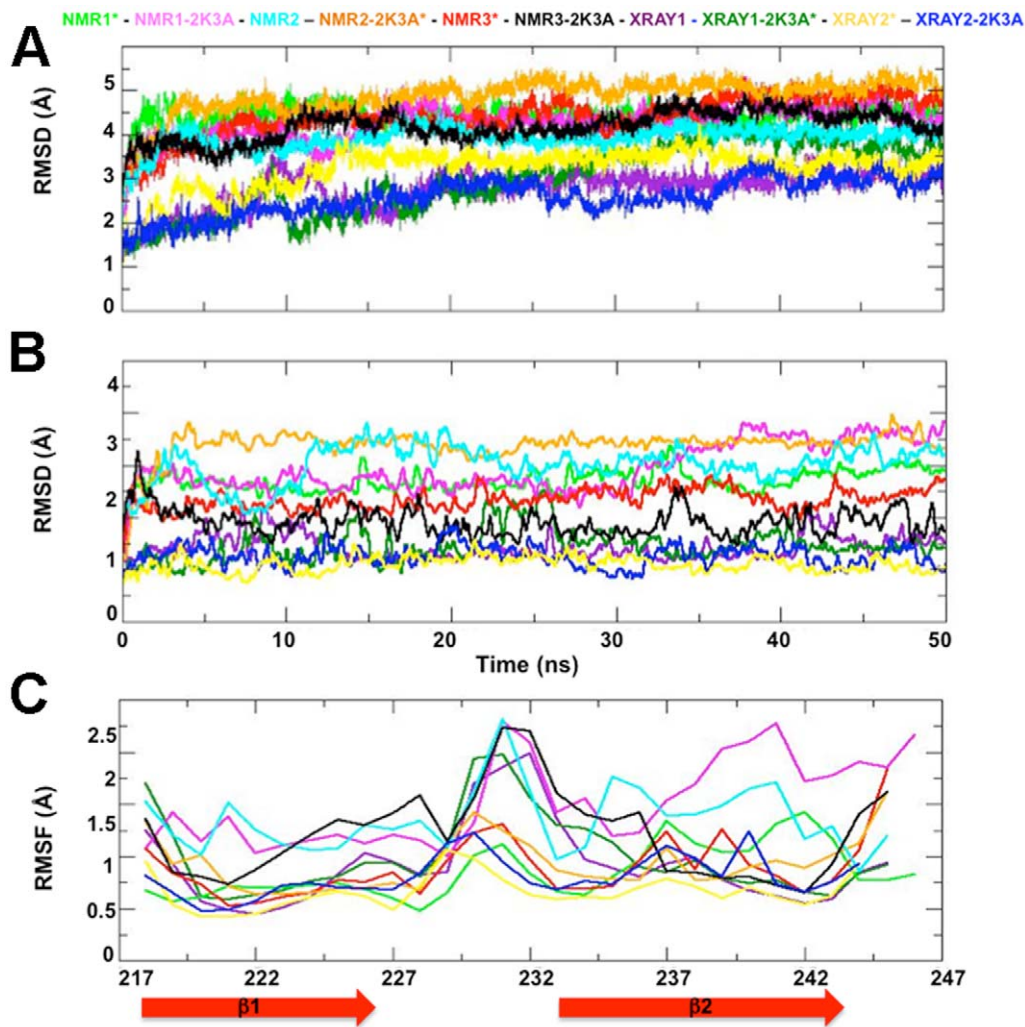 NMR1* - NMR1-2K3A - NMR2 – NMR2-2K3A* - NMR3* - NMR3-2K3A - XRAY1 - XRAY1-2K3A* - XRAY2* – XRAY2-2K3A
A
RMSD (Å)
5
4
3
2
1
0
B
RMSD (Å)
4
3
2
1
0
0 10 20 30 40 50
Time (ns)
C
RMSF (Å)
2.5
2
1.5
1
0.5
0
217 222 227 232 237 242 247
β1 β2